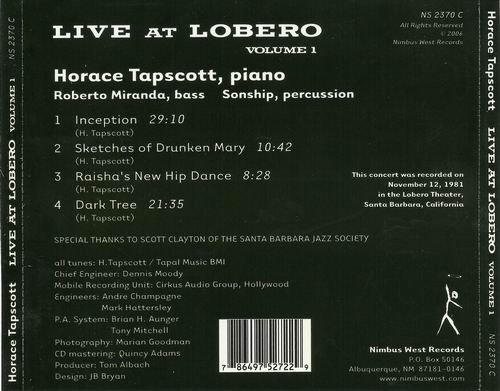 LIVE AT LOBERO
VOLUME 1
NS 2370 C
All Rights Reserved
© 2006
Nimbus West Records
Horace Tapscott, piano
Roberto Miranda, bass Sonship, percussion
1 Inception 29:10
(H. Tapscott)
2 Sketches of Drunken Mary 10:42
(H. Tapscott)
3 Raisha's New Hip Dance 8:28
(H. Tapscott)
4 Dark Tree 21:35
(H. Tapscott)
This concert was recorded on
November 12, 1981
in the Lobero Theater,
Santa Barbara, California
SPECIAL THANKS TO SCOTT CLAYTON OF THE SANTA BARBARA JAZZ SOCIETY
all tunes: H.Tapscott / Tapal Music BMI
Chief Engineer: Dennis Moody
Mobile Recording Unit: Cirkus Audio Group, Hollywood
Engineers: Andre Champagne
Mark Hattersley
P.A. System: Brian H. Aunger
Tony Mitchell
Photography: Marian Goodman
CD mastering: Quincy Adams
Producer: Tom Albach
Design: JB Bryan
7 86497 52722 9
Nimbus West Records
P.O. Box 50146
Albuquerque, NM 87181-0146
www.nimbuswest.com
Horace Tapscott LIVE AT LOBERO VOLUME 1 NS 2370 C
Horace Tapscott LIVE AT LOBERO VOLUME 1 NS 2370 C